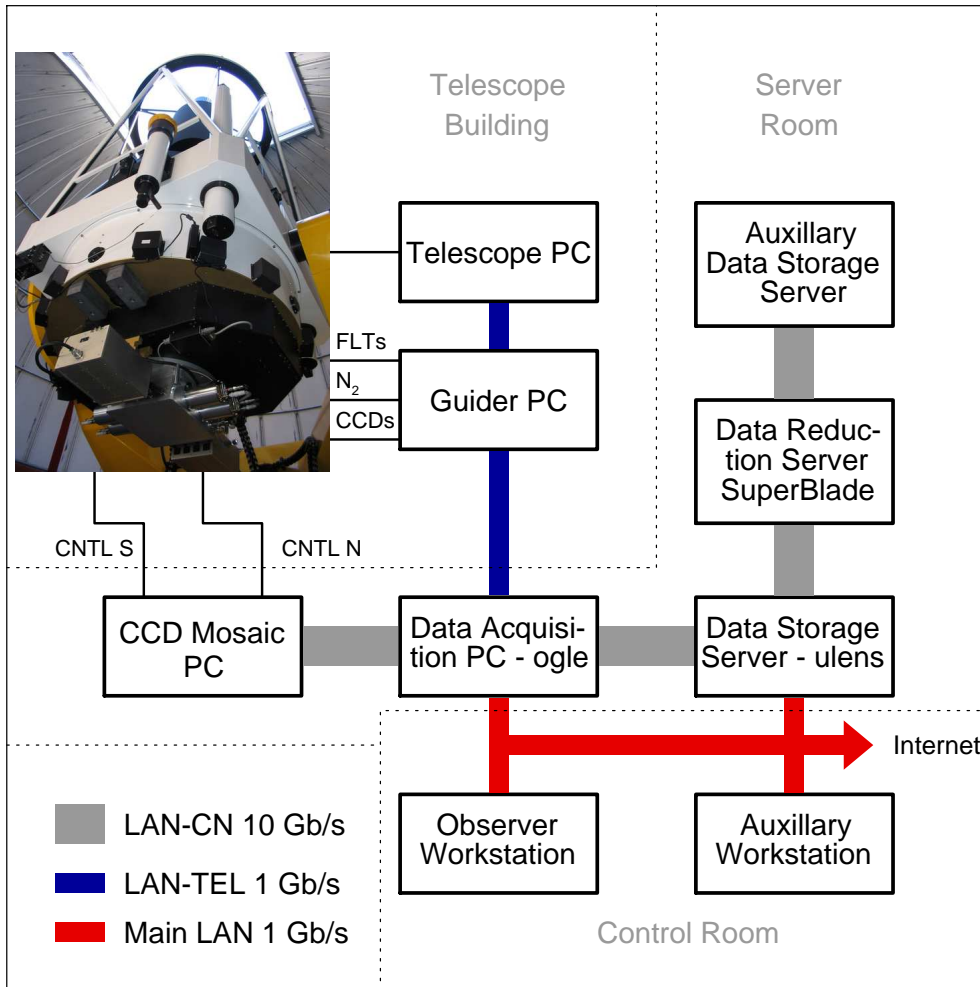 Telescope
Building
Server
Room
Telescope PC
Auxillary
Data Storage
Server
FLTs
N2
CCDs
Guider PC
Data Reduc-
tion Server
SuperBlade
CNTL S
CNTL N
CCD Mosaic
PC
Data Acquisi-
tion PC - ogle
Data Storage
Server - ulens
Internet
Observer
Workstation
Auxillary
Workstation
LAN-CN 10 Gb/s
LAN-TEL 1 Gb/s
Main LAN 1 Gb/s
Control Room